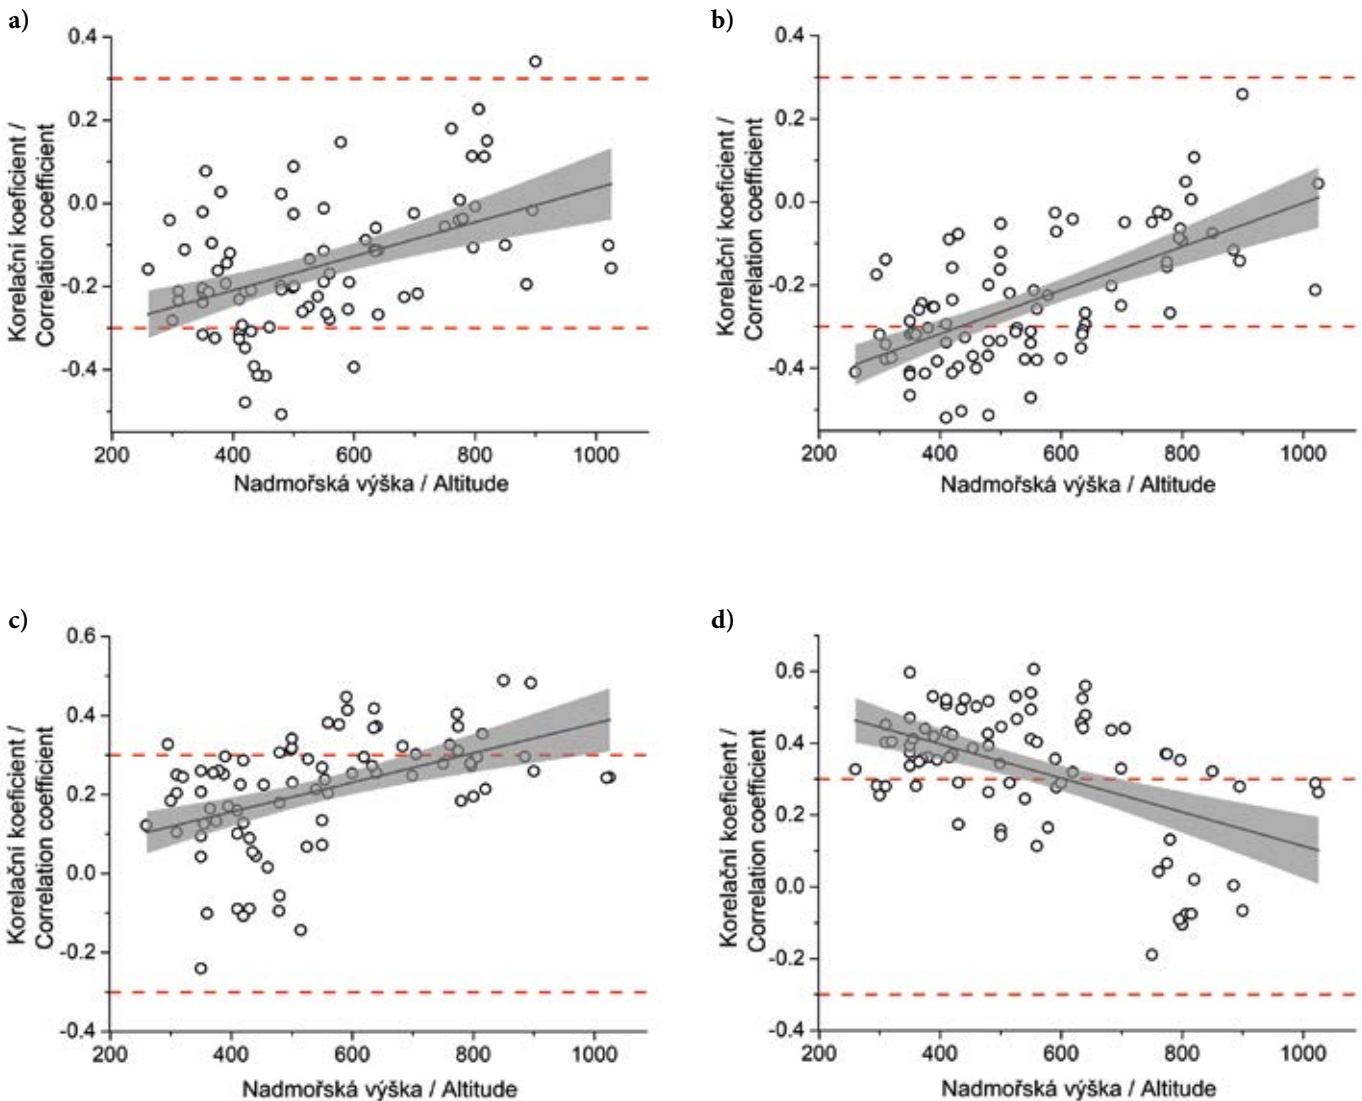 a)
0.4
0.2
0.0
-0.2
-0.4
200 400 600 800 1000
Korelační koeficient /
Correlation coefficient
Nadmořská výška / Altitude
b)
0.4
0.2
0.0
-0.2
-0.4
200 400 600 800 1000
Korelační koeficient /
Correlation coefficient
Nadmořská výška / Altitude
c)
0.6
0.4
0.2
0.0
-0.2
-0.4
200 400 600 800 1000
Korelační koeficient /
Correlation coefficient
Nadmořská výška / Altitude
d)
0.6
0.4
0.2
0.0
-0.2
-0.4
200 400 600 800 1000
Korelační koeficient /
Correlation coefficient
Nadmořská výška / Altitude